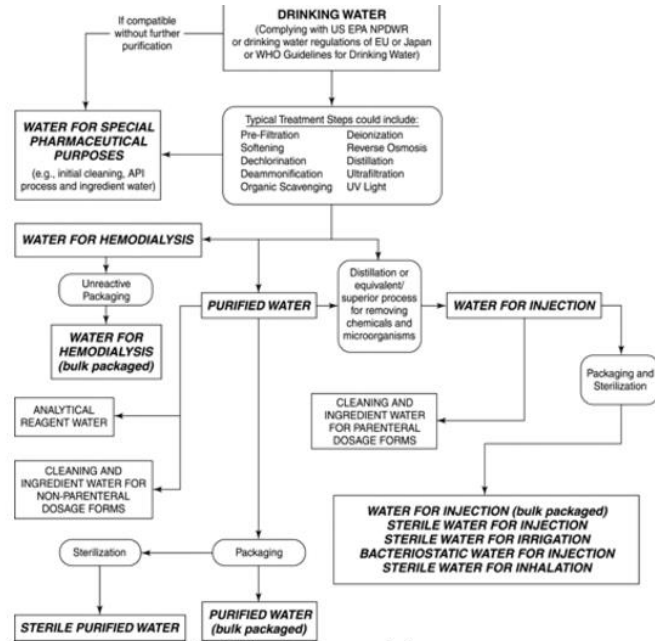 If compatible
without further
purification
DRINKING WATER
(Complying with US EPA NPDWR
or drinking water regulations of EU or Japan
or WHO Guidelines for Drinking Water)
WATER FOR SPECIAL
PHARMACEUTICAL
PURPOSES
(e.g., initial cleaning, API
process and ingredient water)
Typical Treatment Steps could include:
Pre-Filtration Deionization
Softening Reverse Osmosis
Dechlorination Distillation
Deammonification Ultrafiltration
Organic Scavenging UV Light
WATER FOR HEMODIALYSIS
Unreactive
Packaging
WATER FOR
HEMODIALYSIS
(bulk packaged)
PURIFIED WATER
Distillation or
equivalent/
superior process
for removing
chemicals and
microorganisms
WATER FOR INJECTION
Packaging and
Sterilization
ANALYTICAL
REAGENT WATER
CLEANING AND
INGREDIENT WATER FOR
NON-PARENTERAL
DOSAGE FORMS
CLEANING AND
INGREDIENT WATER
FOR PARENTERAL
DOSAGE FORMS
WATER FOR INJECTION (bulk packaged)
STERILE WATER FOR INJECTION
STERILE WATER FOR IRRIGATION
BACTERIOSTATIC WATER FOR INJECTION
STERILE WATER FOR INHALATION
Sterilization
Packaging
STERILE PURIFIED WATER
PURIFIED WATER
(bulk packaged)